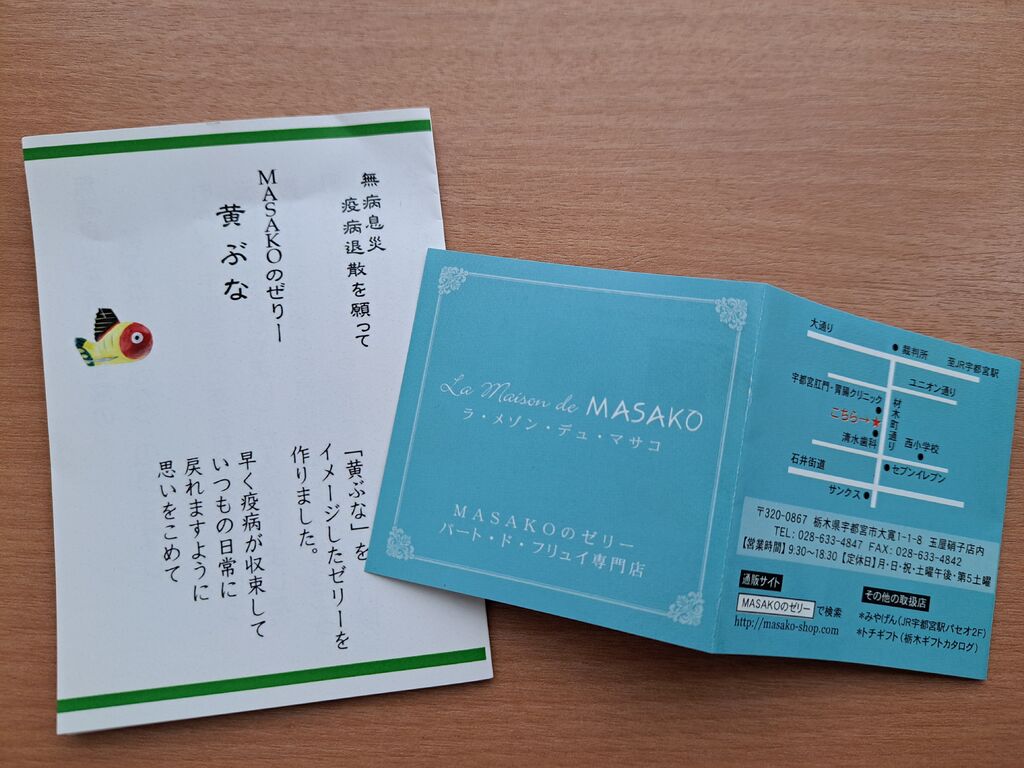 無病息災
疫病退散を願って
MASAKOのぜりー
黄ぶな
「黄ぶな」を
イメージしたゼリーを
作りました。
早く疫病が収束して
いつもの日常に
戻れますように
思いをこめて
La Maison de MASAKO
ラ・メゾン・デュ・マサコ
MASAKOのゼリー
パート・ド・フリュイ専門店
大通り
裁判所
至JR宇都宮駅
ユニオン通り
宇都宮肛門・胃腸クリニック
材木町通り
こちら→★
清水歯科
西小学校
石井街道
セブンイレブン
サンクス
〒320-0867 栃木県宇都宮市大寛1-1-8 玉屋硝子店内
TEL: 028-633-4847 FAX: 028-633-4842
【営業時間】9:30~18:30【定休日】月・日・祝・土曜午後・第5土曜
通販サイト
MASAKOのゼリー で検索
http://masako-shop.com
その他の取扱店
*みやげん(JR宇都宮駅パセオ2F)
*トチギフト(栃木ギフトカタログ)